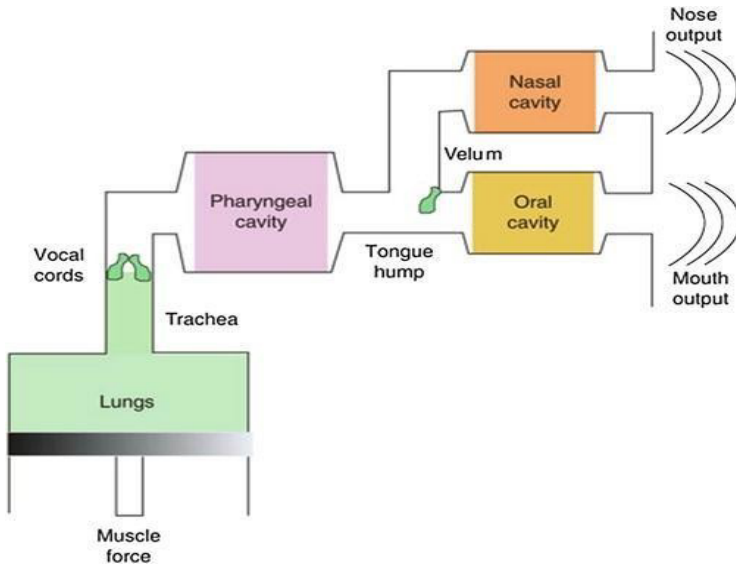 Nose
output
Nasal
cavity
Velum
Pharyngeal
cavity
Oral
cavity
Vocal
cords
Tongue
hump
Mouth
output
Trachea
Lungs
Muscle
force